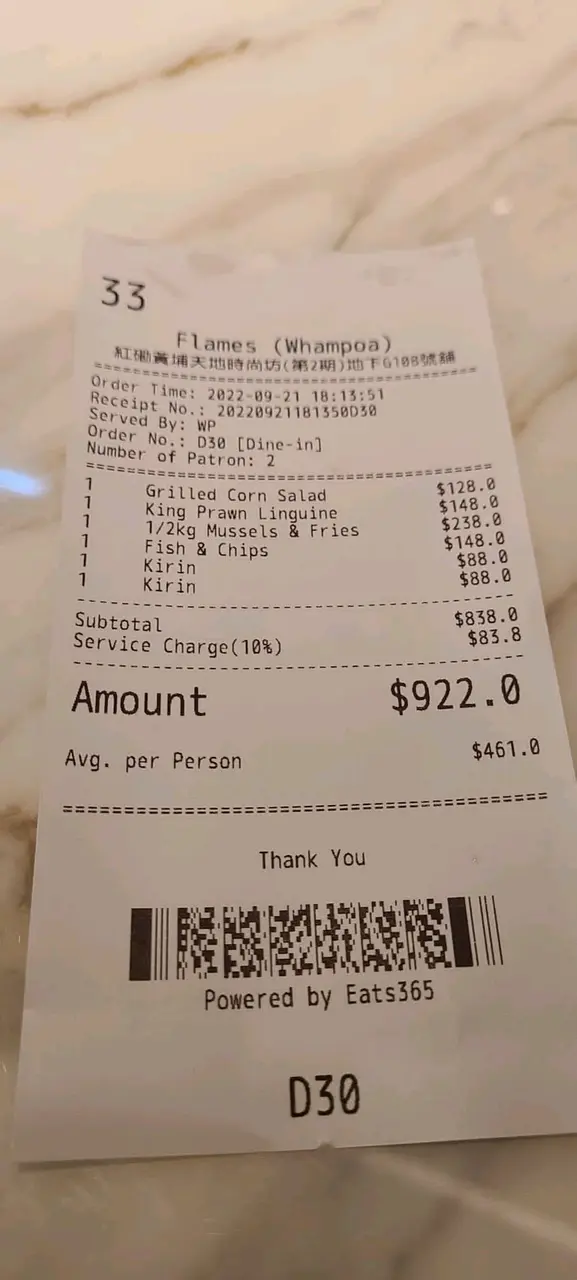 33
Flames (Whampoa)
紅磡黃埔天地時尚坊(第2期)地下G10B號舖
================================================
Order Time: 2022-09-21 18:13:51
Receipt No.: 20220921181350D30
Served By: WP
Order No.: D30 [Dine-in]
Number of Patron: 2
================================================
1 Grilled Corn Salad $128.0
1 King Prawn Linguine $148.0
1 1/2kg Mussels & Fries $238.0
1 Fish & Chips $148.0
1 Kirin $88.0
1 Kirin $88.0
------------------------------------------------
Subtotal $838.0
Service Charge(10%) $83.8
------------------------------------------------
Amount $922.0
Avg. per Person $461.0
================================================
Thank You
Powered by Eats365
D30